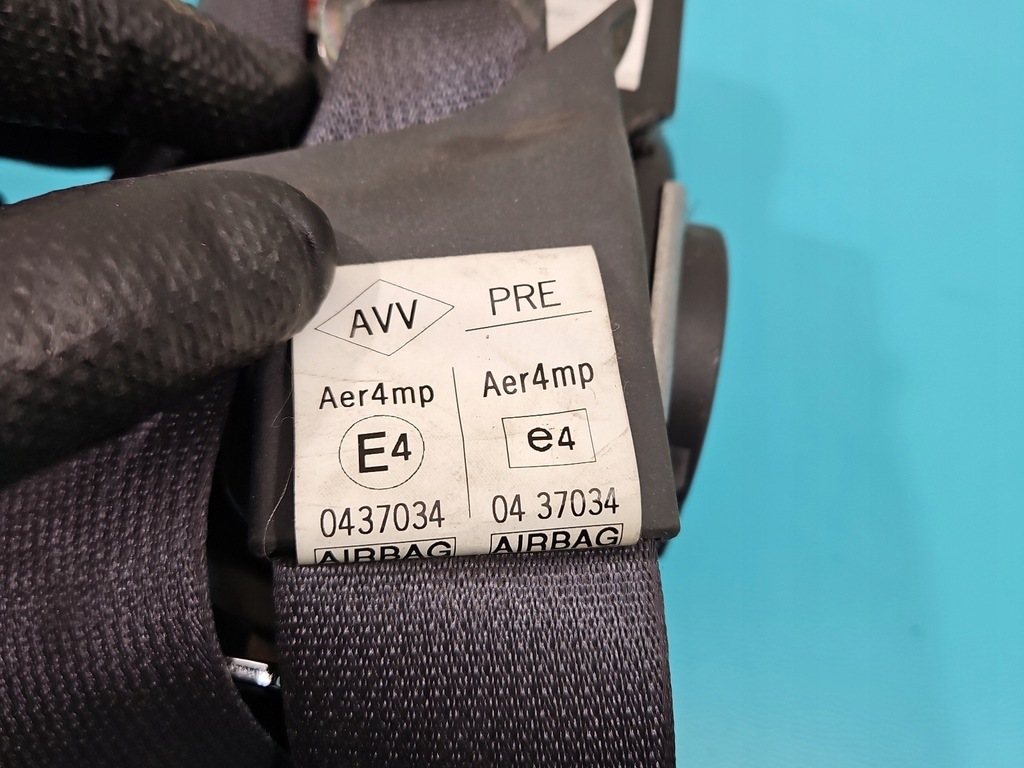 AVV PRE
Aer4mp Aer4mp
E4 e4
0437034 04 37034
AIRBAG AIRBAG